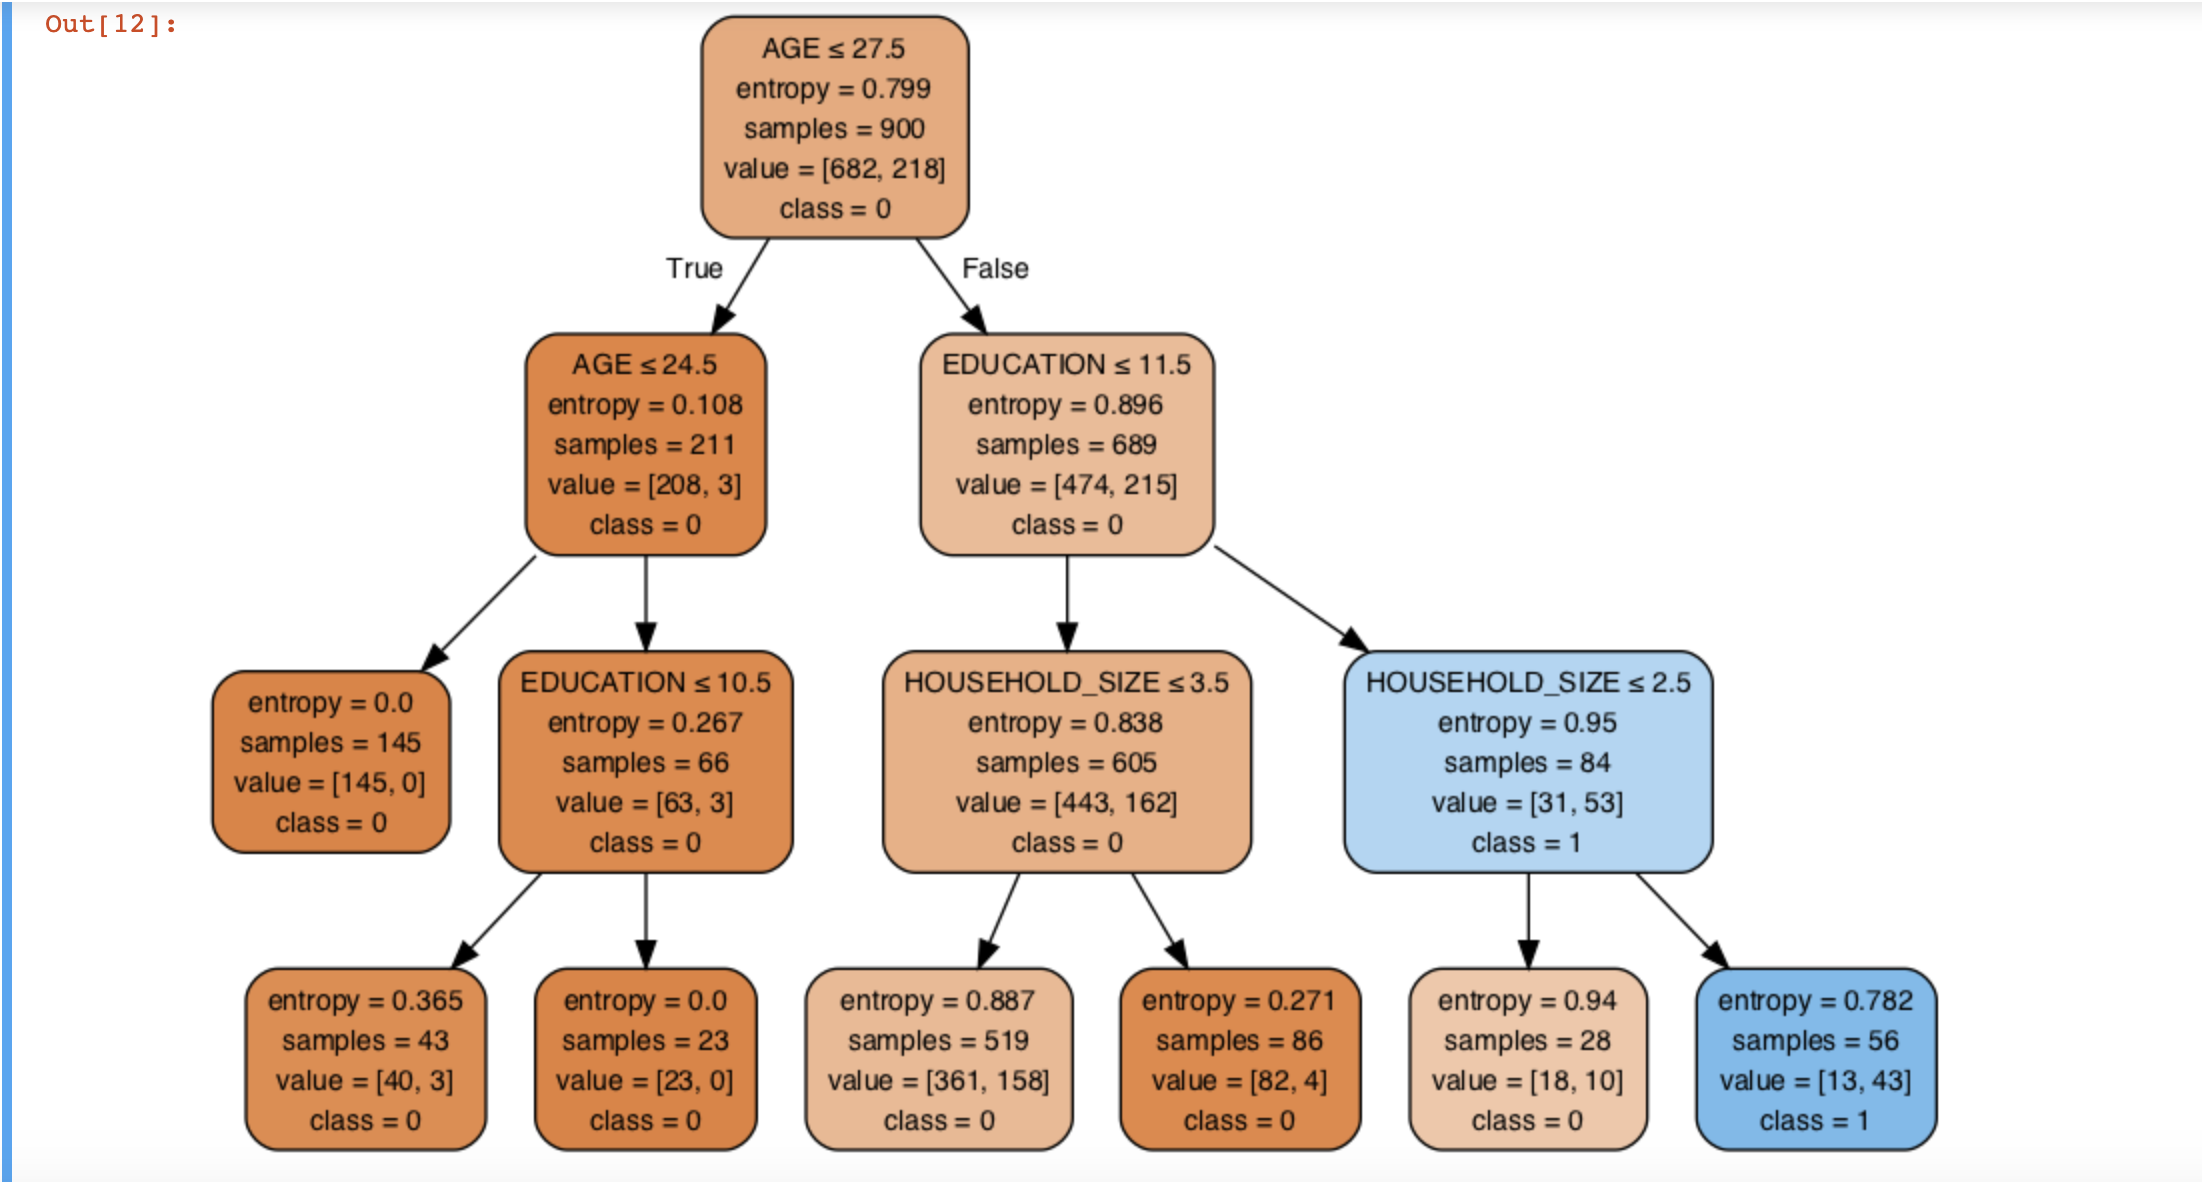 Out[12]:
AGE ≤ 27.5
entropy = 0.799
samples = 900
value = [682, 218]
class = 0
True
False
AGE ≤ 24.5
entropy = 0.108
samples = 211
value = [208, 3]
class = 0
EDUCATION ≤ 11.5
entropy = 0.896
samples = 689
value = [474, 215]
class = 0
entropy = 0.0
samples = 145
value = [145, 0]
class = 0
EDUCATION ≤ 10.5
entropy = 0.267
samples = 66
value = [63, 3]
class = 0
HOUSEHOLD_SIZE ≤ 3.5
entropy = 0.838
samples = 605
value = [443, 162]
class = 0
HOUSEHOLD_SIZE ≤ 2.5
entropy = 0.95
samples = 84
value = [31, 53]
class = 1
entropy = 0.365
samples = 43
value = [40, 3]
class = 0
entropy = 0.0
samples = 23
value = [23, 0]
class = 0
entropy = 0.887
samples = 519
value = [361, 158]
class = 0
entropy = 0.271
samples = 86
value = [82, 4]
class = 0
entropy = 0.94
samples = 28
value = [18, 10]
class = 0
entropy = 0.782
samples = 56
value = [13, 43]
class = 1